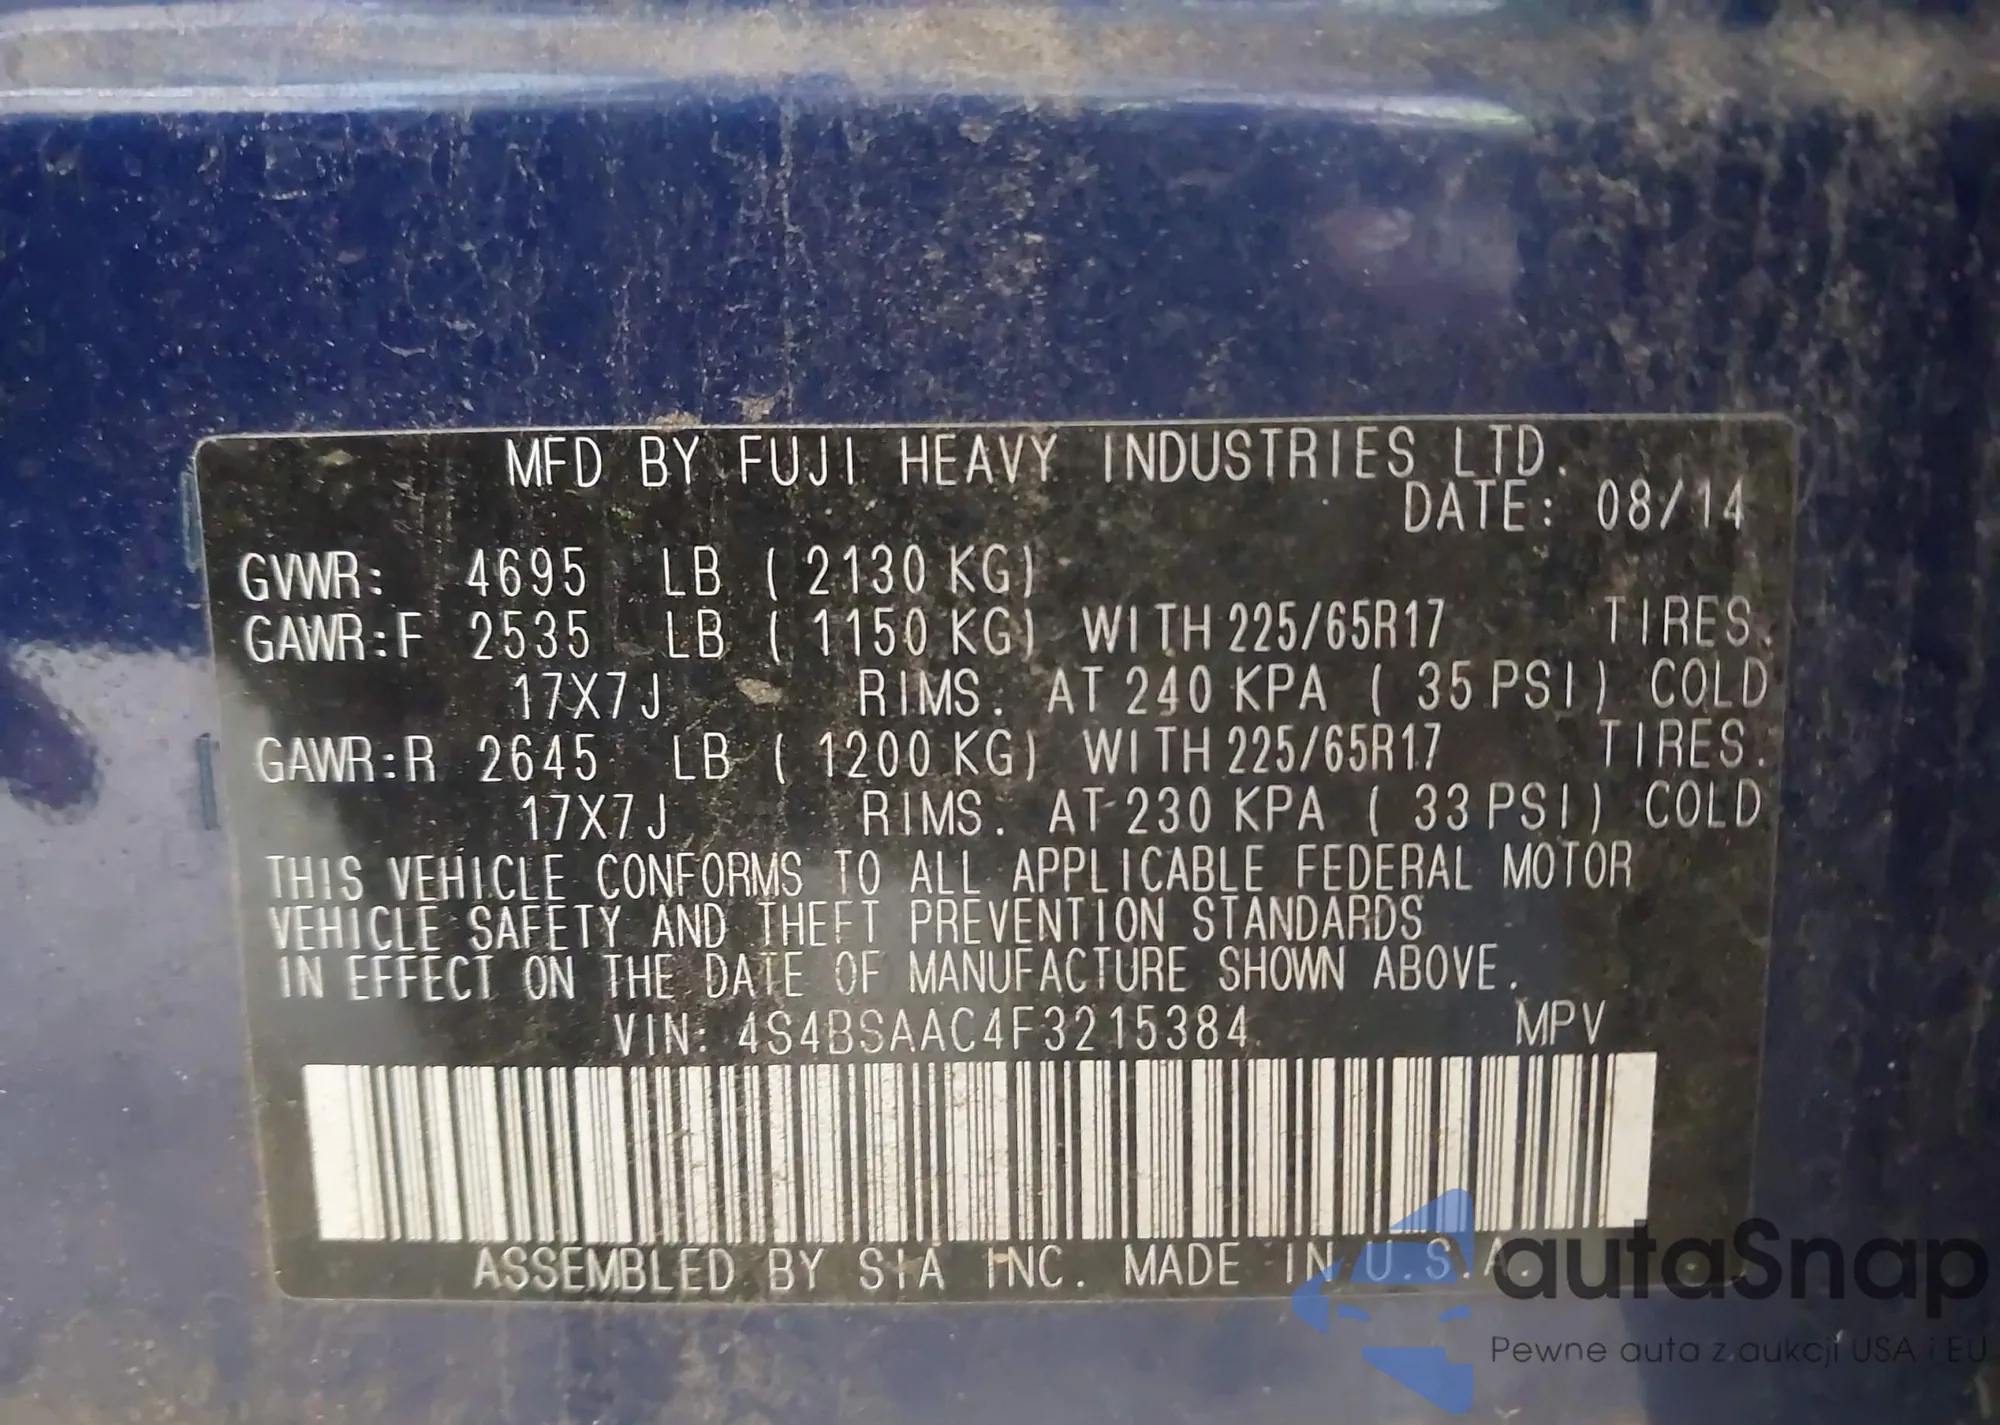 MFD BY FUJI HEAVY INDUSTRIES LTD.
DATE: 08/14
GVWR: 4695 LB ( 2130 KG)
GAWR:F 2535 LB ( 1150 KG) WITH 225/65R17 TIRES.
17X7J RIMS. AT 240 KPA ( 35 PSI) COLD
GAWR:R 2645 LB ( 1200 KG) WITH 225/65R17 TIRES.
17X7J RIMS. AT 230 KPA ( 33 PSI) COLD
THIS VEHICLE CONFORMS TO ALL APPLICABLE FEDERAL MOTOR
VEHICLE SAFETY AND THEFT PREVENTION STANDARDS
IN EFFECT ON THE DATE OF MANUFACTURE SHOWN ABOVE.
VIN: 4S4BSAAC4F3215384 MPV
ASSEMBLED BY SIA INC. MADE IN U.S.A.
autaSnap
Pewne auta z aukcji USA i EU